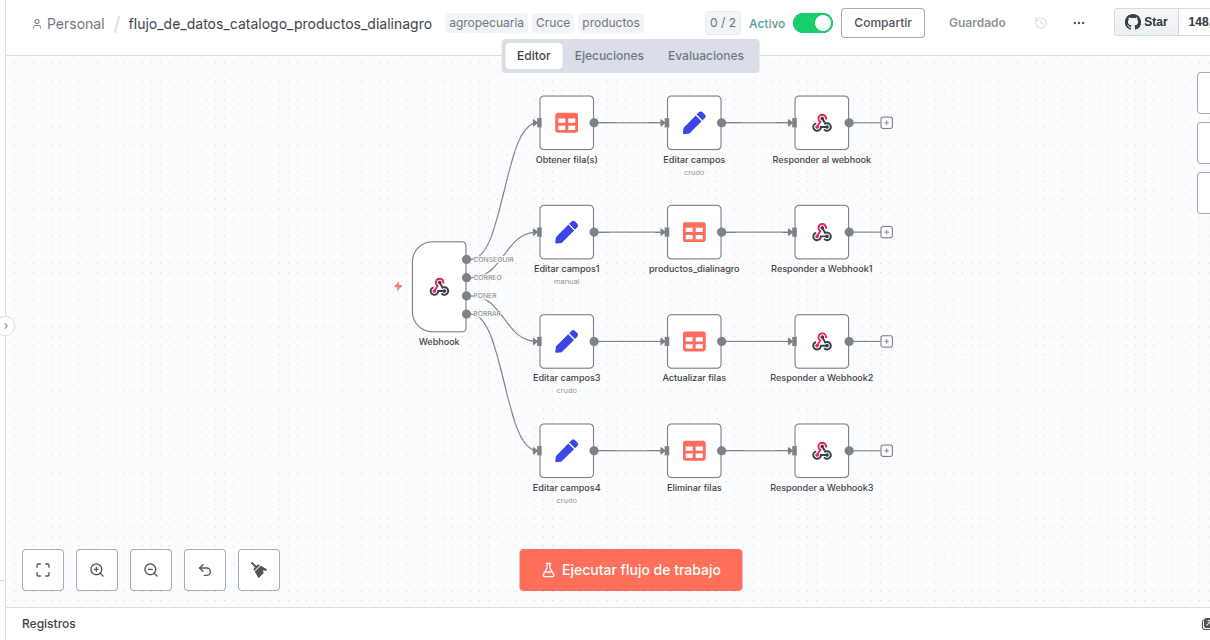 Personal / flujo_de_datos_catalogo_productos_dialinagro agropecuaria Cruce productos 0 / 2 Activo Compartir Guardado ... Star 148.
Editor Ejecuciones Evaluaciones
Obtener fila(s) Editar campos Responder al webhook
crudo
CONSEGUIR
CORREO
PONER
BORRAR
Webhook
Editar campos1 productos_dialinagro Responder a Webhook1
manual
Editar campos3 Actualizar filas Responder a Webhook2
crudo
Editar campos4 Eliminar filas Responder a Webhook3
crudo
Ejecutar flujo de trabajo
Registros